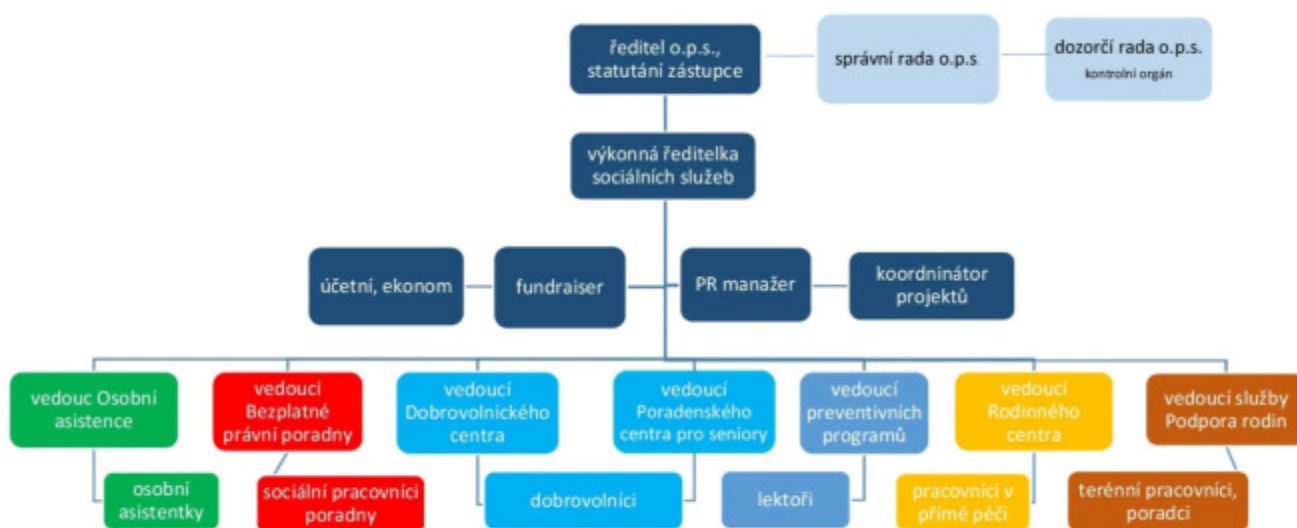 ředitel o.p.s.,
statutání zástupce
správní rada o.p.s
dozorčí rada o.p.s.
kontrolní orgán
výkonná ředitelka
sociálních služeb
účetní, ekonom
fundraiser
PR manažer
koordninátor
projektů
vedouc Osobní
asistence
vedoucí
Bezplatné
právní poradny
vedoucí
Dobrovolnického
centra
vedoucí
Poradenského
centra pro seniory
vedoucí
preventivních
programů
vedoucí
Rodinného
centra
vedoucí služby
Podpora rodin
osobní
asistentky
sociální pracovníci
poradny
dobrovolníci
lektoři
pracovníci v
přímé péči
terénní pracovníci,
poradci